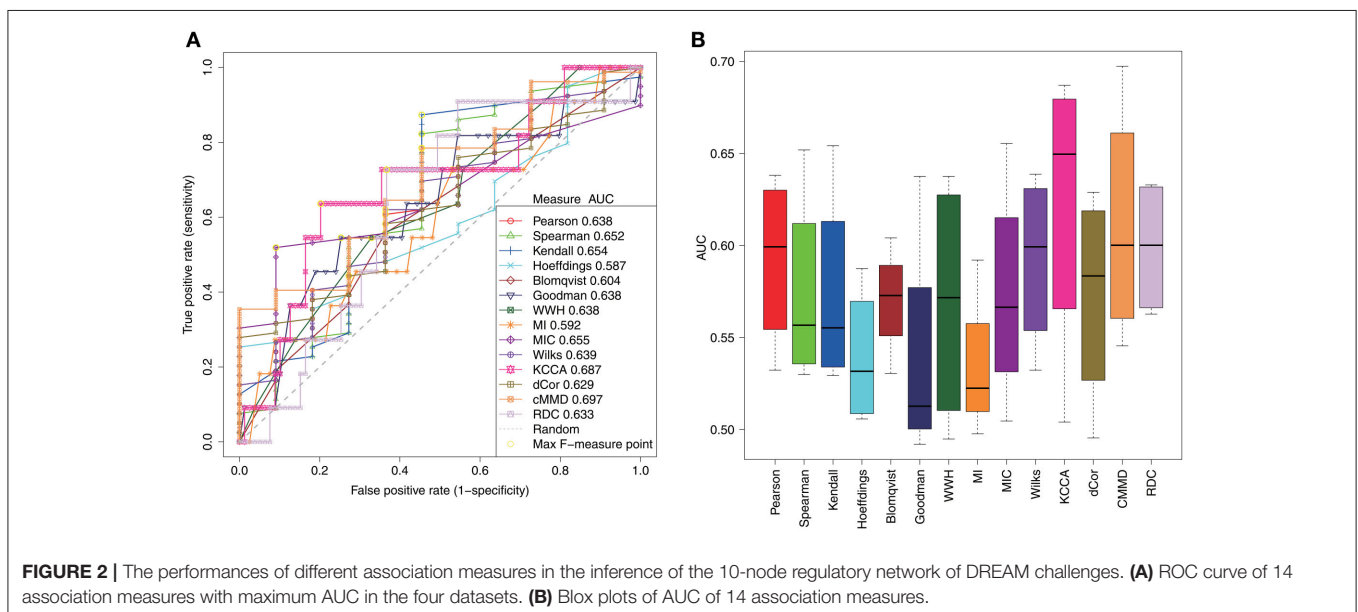 A
B
True positive rate (sensitivity)
1.0
0.8
0.6
0.4
0.2
0.0
0.0 0.2 0.4 0.6 0.8 1.0
False positive rate (1−specificity)
Measure AUC
Pearson 0.638
Spearman 0.652
Kendall 0.654
Hoeffdings 0.587
Blomqvist 0.604
Goodman 0.638
WWH 0.638
MI 0.592
MIC 0.655
Wilks 0.639
KCCA 0.687
dCor 0.629
cMMD 0.697
RDC 0.633
Random
Max F−measure point
AUC
0.70
0.65
0.60
0.55
0.50
Pearson
Spearman
Kendall
Hoeffdings
Blomqvist
Goodman
WWH
MI
MIC
Wilks
KCCA
dCor
CMMD
RDC
FIGURE 2 | The performances of different association measures in the inference of the 10-node regulatory network of DREAM challenges. (A) ROC curve of 14
association measures with maximum AUC in the four datasets. (B) Blox plots of AUC of 14 association measures.